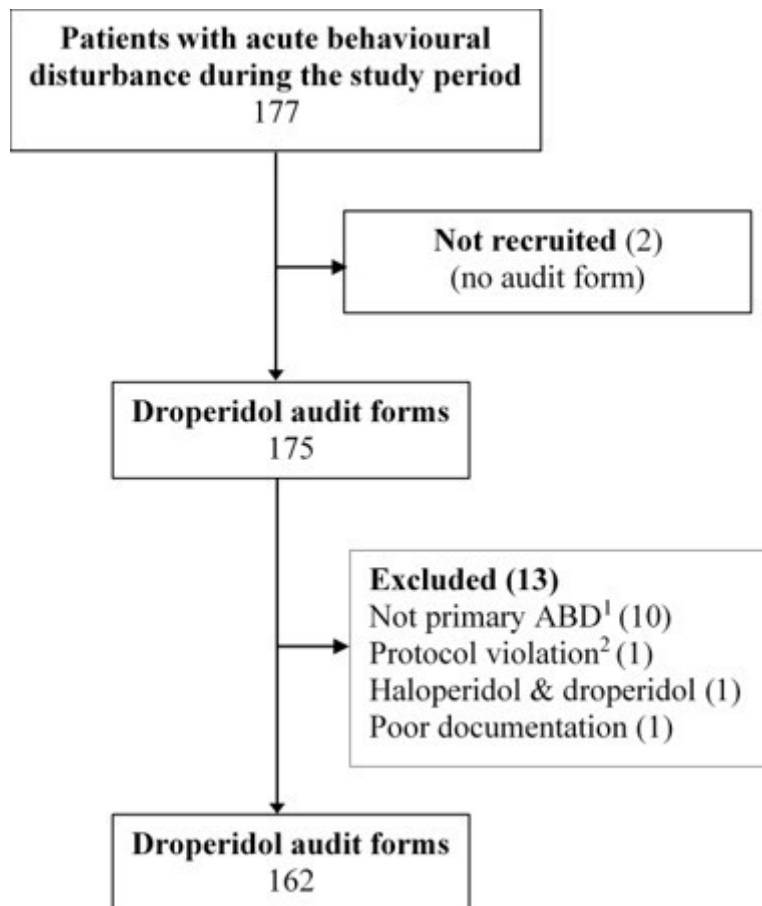 Patients with acute behavioural
disturbance during the study period
177
Not recruited (2)
(no audit form)
Droperidol audit forms
175
Excluded (13)
Not primary ABD¹ (10)
Protocol violation² (1)
Haloperidol & droperidol (1)
Poor documentation (1)
Droperidol audit forms
162